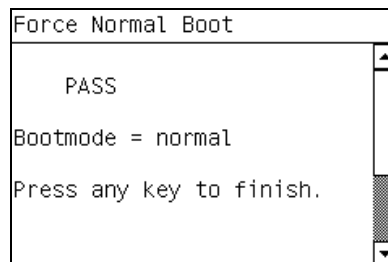 Force Normal Boot
PASS
Bootmode = normal
Press any key to finish.